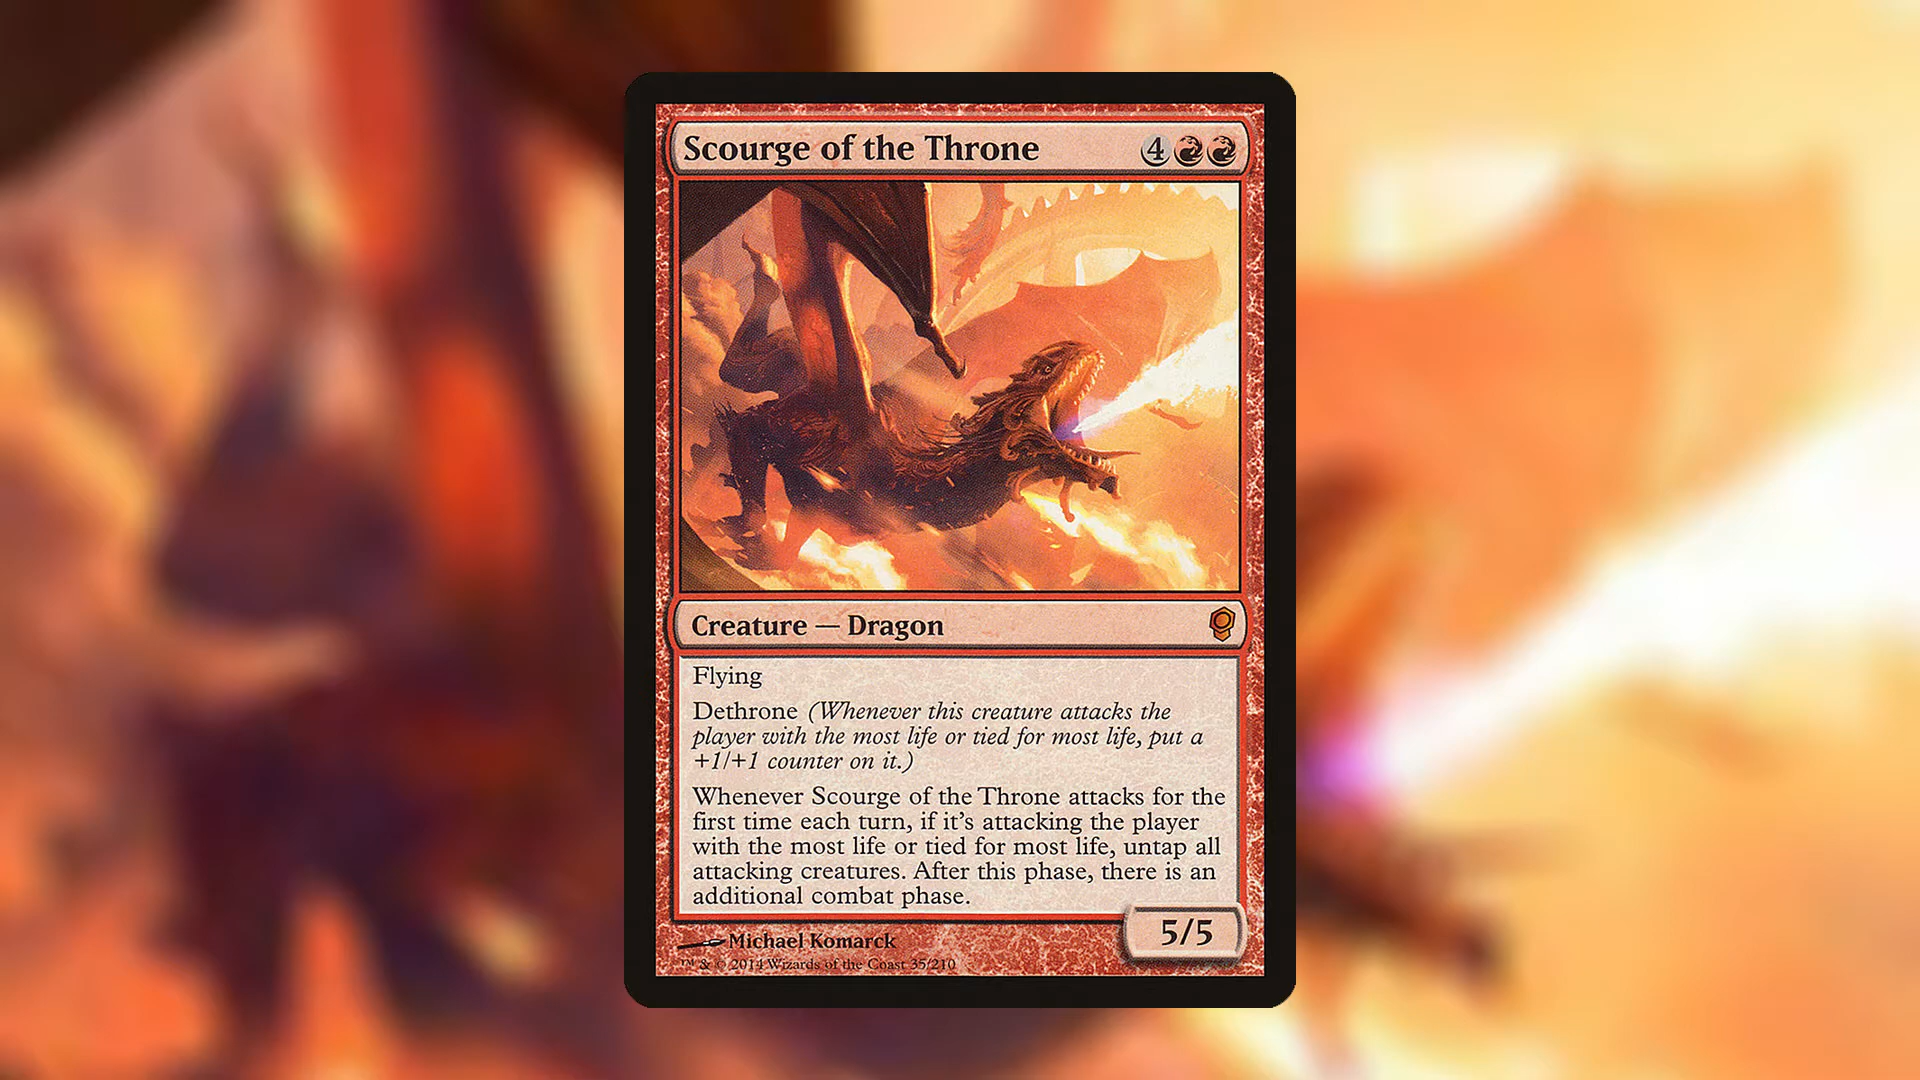 Scourge of the Throne 4
Creature — Dragon
Flying
Dethrone (Whenever this creature attacks the
player with the most life or tied for most life, put a
+1/+1 counter on it.)
Whenever Scourge of the Throne attacks for the
first time each turn, if it's attacking the player
with the most life or tied for most life, untap all
attacking creatures. After this phase, there is an
additional combat phase.
5/5
Michael Komarck
™ & © 2014 Wizards of the Coast 35/210